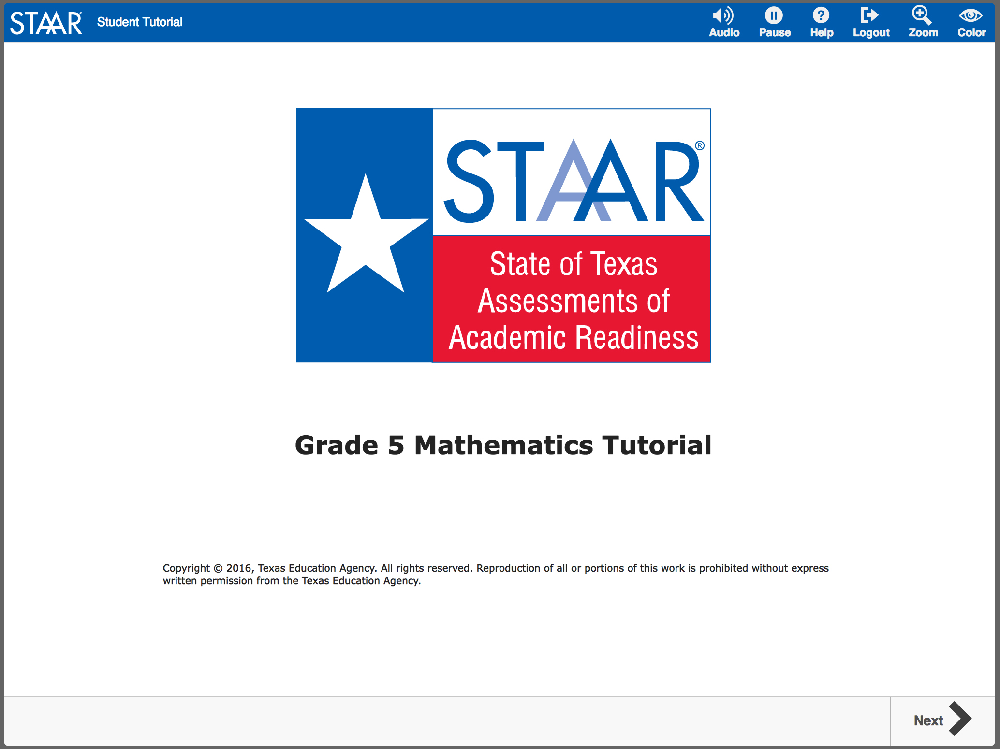 STAAR® Student Tutorial
Audio Pause Help Logout Zoom Color
STAAR®
State of Texas
Assessments of
Academic Readiness
Grade 5 Mathematics Tutorial
Copyright © 2016, Texas Education Agency. All rights reserved. Reproduction of all or portions of this work is prohibited without express
written permission from the Texas Education Agency.
Next